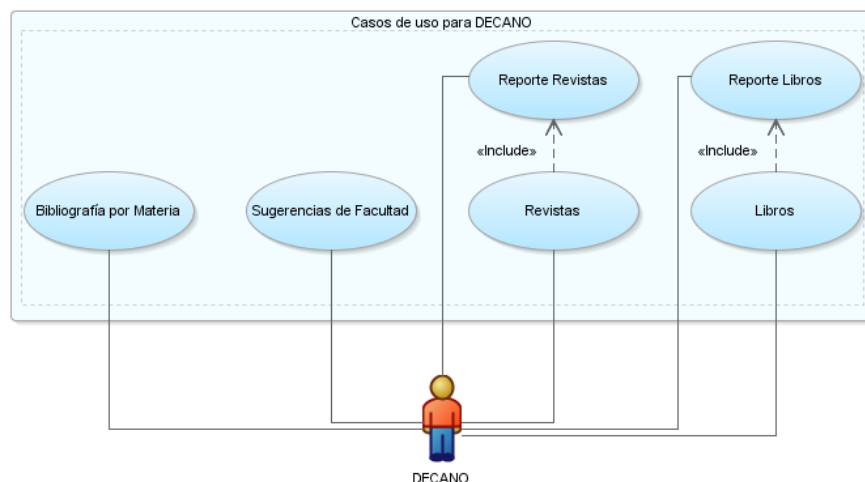 Casos de uso para DECANO
Reporte Revistas
Reporte Libros
«Include»
«Include»
Bibliografía por Materia
Sugerencias de Facultad
Revistas
Libros
DECANO